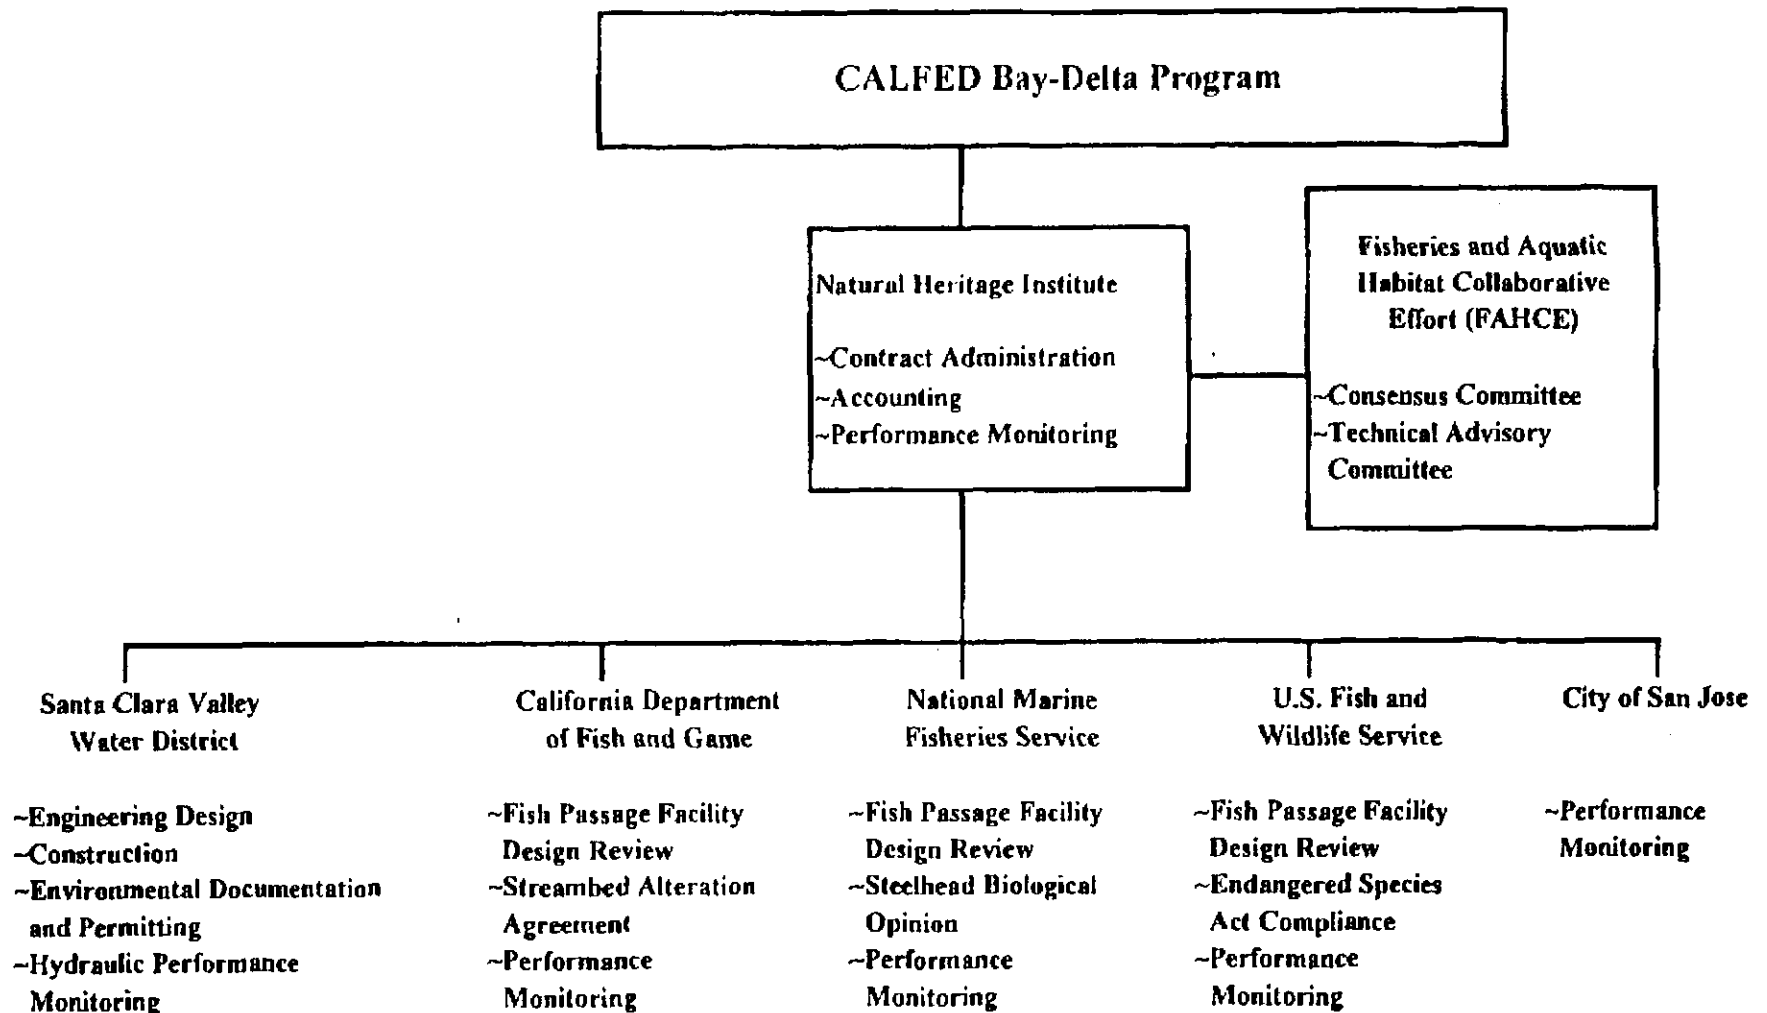 CALFED Bay-Delta Program
Natural Heritage Institute
~Contract Administration
~Accounting
~Performance Monitoring
Fisheries and Aquatic
Habitat Collaborative
Effort (FAHCE)
~Consensus Committee
~Technical Advisory
Committee
Santa Clara Valley
Water District
~Engineering Design
~Construction
~Environmental Documentation
and Permitting
~Hydraulic Performance
Monitoring
California Department
of Fish and Game
~Fish Passage Facility
Design Review
~Streambed Alteration
Agreement
~Performance
Monitoring
National Marine
Fisheries Service
~Fish Passage Facility
Design Review
~Steelhead Biological
Opinion
~Performance
Monitoring
U.S. Fish and
Wildlife Service
~Fish Passage Facility
Design Review
~Endangered Species
Act Compliance
~Performance
Monitoring
City of San Jose
~Performance
Monitoring